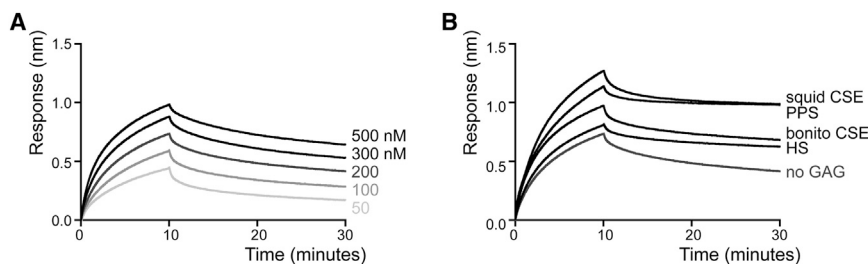 A
Response (nm)
1.5
1.0
0.5
0.0
0
10
20
30
Time (minutes)
500 nM
300 nM
200
100
50
B
Response (nm)
1.5
1.0
0.5
0.0
0
10
20
30
Time (minutes)
squid CSE
PPS
bonito CSE
HS
no GAG